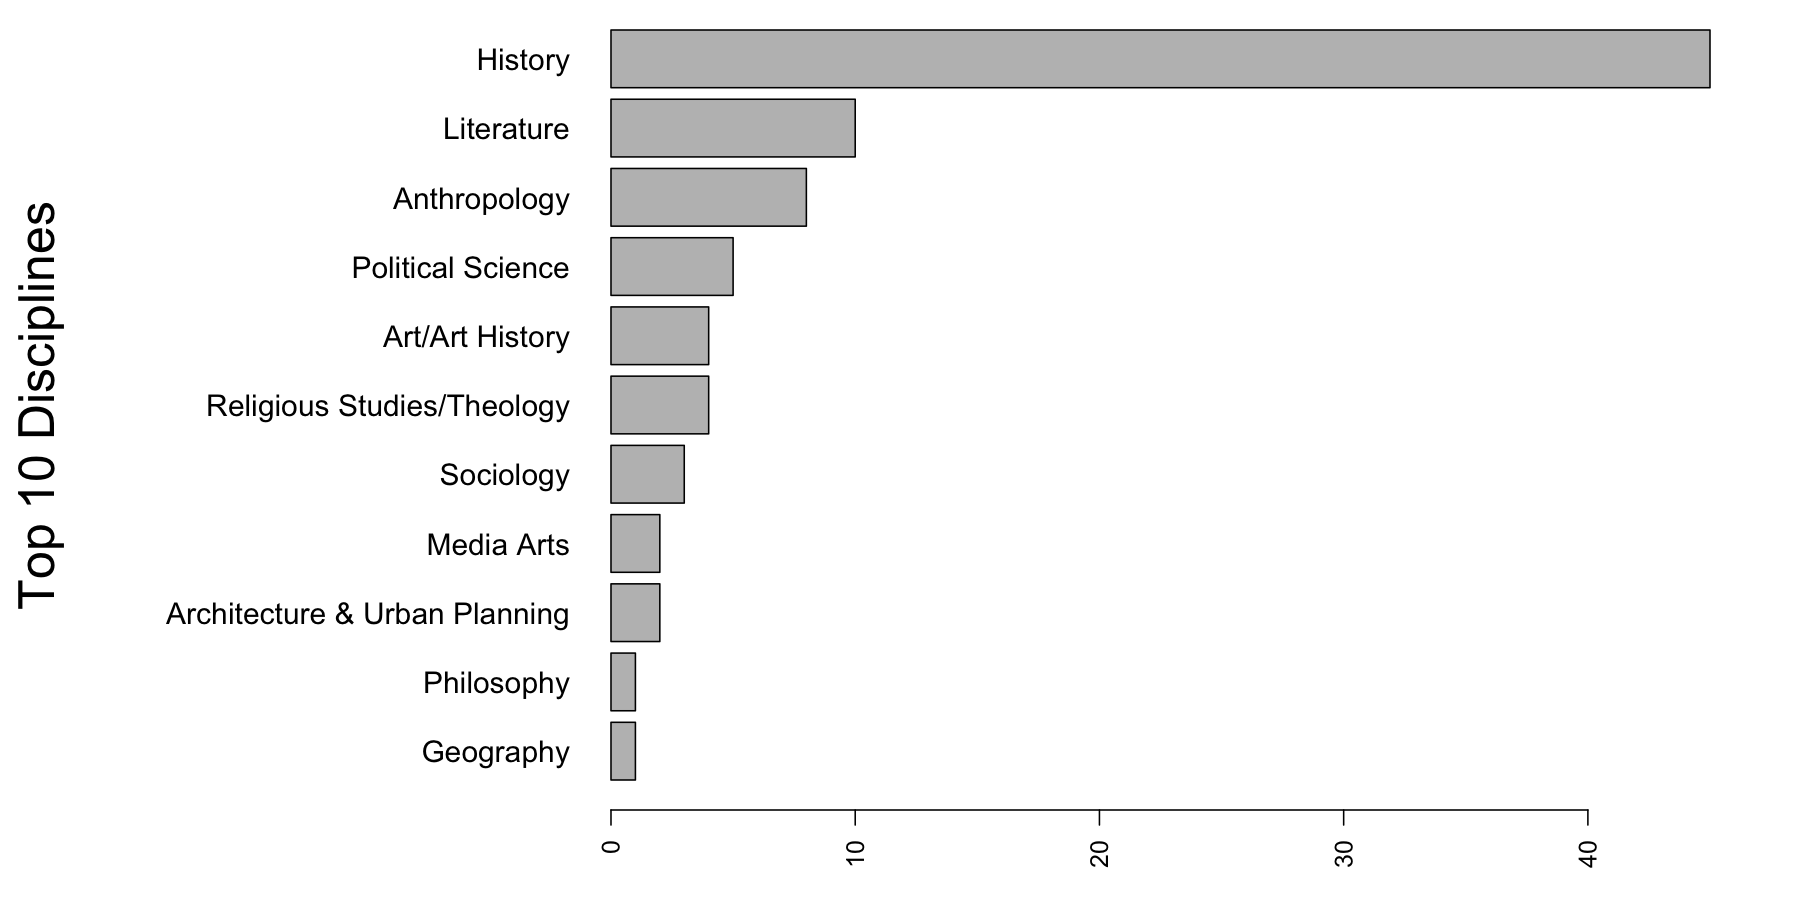 Top 10 Disciplines
History
Literature
Anthropology
Political Science
Art/Art History
Religious Studies/Theology
Sociology
Media Arts
Architecture & Urban Planning
Philosophy
Geography
0 10 20 30 40